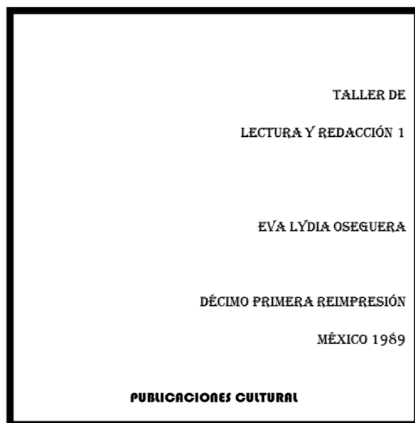 TALLER DE
LECTURA Y REDACCIÓN 1
EVA LYDIA OSEGUERA
DÉCIMO PRIMERA REIMPRESIÓN
MÉXICO 1989
PUBLICACIONES CULTURAL